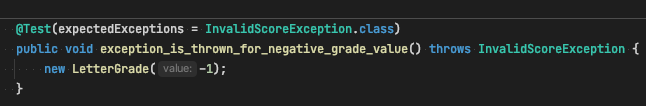 @Test(expectedExceptions = InvalidScoreException.class)
public void exception_is_thrown_for_negative_grade_value() throws InvalidScoreException {
    new LetterGrade( value: -1);
}